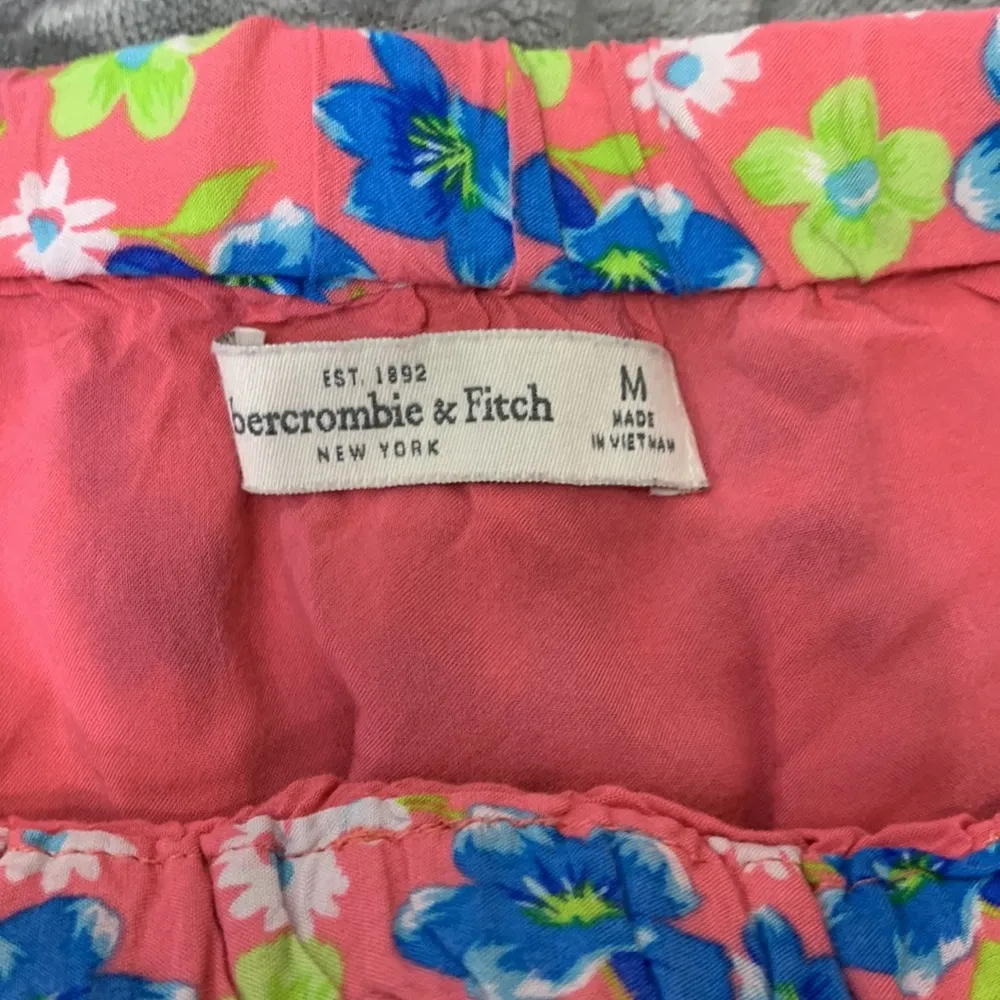 EST. 1892
bercrombie & Fitch
NEW YORK
M
MADE
IN VIETNAM